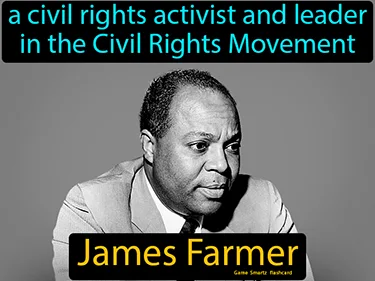 a civil rights activist and leader
in the Civil Rights Movement
James Farmer
Game Smartz flashcard